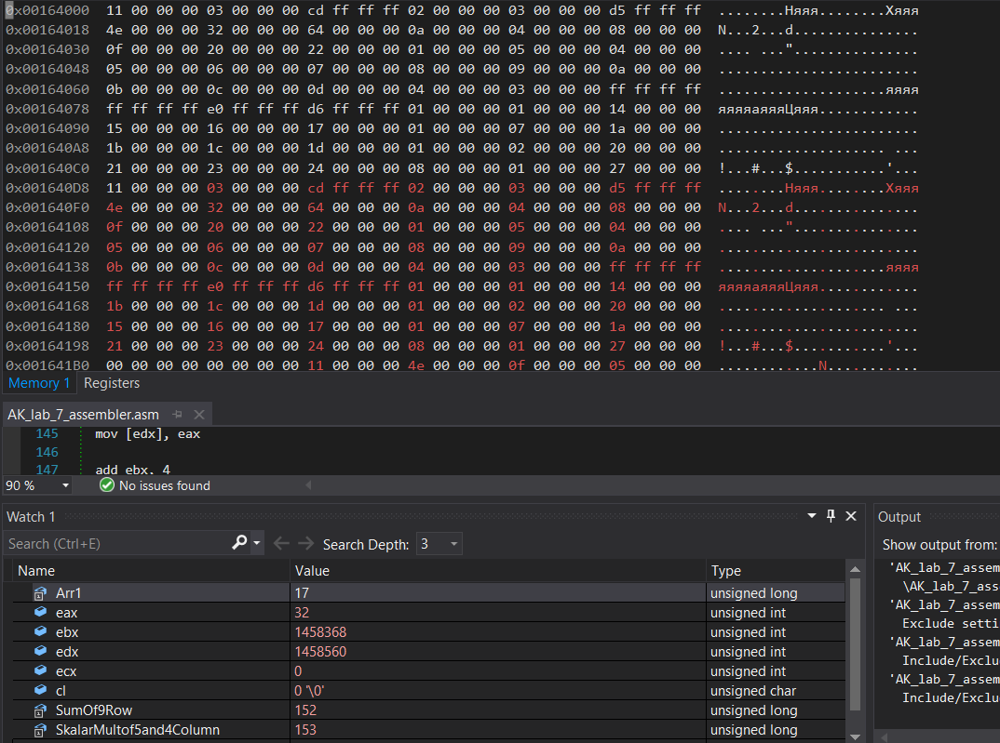 0x00164000 11 00 00 00 03 00 00 00 cd ff ff ff 02 00 00 00 03 00 00 00 d5 ff ff ff ........Няяя........Хяяя
0x00164018 4e 00 00 00 32 00 00 00 64 00 00 00 0a 00 00 00 04 00 00 00 08 00 00 00 N...2...d...............
0x00164030 0f 00 00 00 20 00 00 00 22 00 00 00 01 00 00 00 05 00 00 00 04 00 00 00 .... ..."...............
0x00164048 05 00 00 00 06 00 00 00 07 00 00 00 08 00 00 00 09 00 00 00 0a 00 00 00 ........................
0x00164060 0b 00 00 00 0c 00 00 00 0d 00 00 00 04 00 00 00 03 00 00 00 ff ff ff ff ....................яяяя
0x00164078 ff ff ff ff e0 ff ff ff d6 ff ff ff 01 00 00 00 01 00 00 00 14 00 00 00 яяяяаяяяЦяяя............
0x00164090 15 00 00 00 16 00 00 00 17 00 00 00 01 00 00 00 07 00 00 00 1a 00 00 00 ........................
0x001640A8 1b 00 00 00 1c 00 00 00 1d 00 00 00 01 00 00 00 02 00 00 00 20 00 00 00 .................... ...
0x001640C0 21 00 00 00 23 00 00 00 24 00 00 00 08 00 00 00 01 00 00 00 27 00 00 00 !...#...$...........'...
0x001640D8 11 00 00 00 03 00 00 00 cd ff ff ff 02 00 00 00 03 00 00 00 d5 ff ff ff ........Няяя........Хяяя
0x001640F0 4e 00 00 00 32 00 00 00 64 00 00 00 0a 00 00 00 04 00 00 00 08 00 00 00 N...2...d...............
0x00164108 0f 00 00 00 20 00 00 00 22 00 00 00 01 00 00 00 05 00 00 00 04 00 00 00 .... ..."...............
0x00164120 05 00 00 00 06 00 00 00 07 00 00 00 08 00 00 00 09 00 00 00 0a 00 00 00 ........................
0x00164138 0b 00 00 00 0c 00 00 00 0d 00 00 00 04 00 00 00 03 00 00 00 ff ff ff ff ....................яяяя
0x00164150 ff ff ff ff e0 ff ff ff d6 ff ff ff 01 00 00 00 01 00 00 00 14 00 00 00 яяяяаяяяЦяяя............
0x00164168 1b 00 00 00 1c 00 00 00 1d 00 00 00 01 00 00 00 02 00 00 00 20 00 00 00 .................... ...
0x00164180 15 00 00 00 16 00 00 00 17 00 00 00 01 00 00 00 07 00 00 00 1a 00 00 00 ........................
0x00164198 21 00 00 00 23 00 00 00 24 00 00 00 08 00 00 00 01 00 00 00 27 00 00 00 !...#...$...........'...
0x001641B0 00 00 00 00 00 00 00 00 11 00 00 00 4e 00 00 00 0f 00 00 00 05 00 00 00 ............N...........
Memory 1 Registers
AK_lab_7_assembler.asm
145 mov [edx], eax
146
147 add ebx, 4
90 % No issues found
Watch 1
Search (Ctrl+E) Search Depth: 3
Name Value Type
Arr1 17 unsigned long
eax 32 unsigned int
ebx 1458368 unsigned int
edx 1458560 unsigned int
ecx 0 unsigned int
cl 0 '\0' unsigned char
SumOf9Row 152 unsigned long
SkalarMultof5and4Column 153 unsigned long
Output
Show output from:
'AK_lab_7_assem
\AK_lab_7_ass
'AK_lab_7_assem
Exclude setti
'AK_lab_7_assem
Include/Exclu
'AK_lab_7_assem
Include/Exclu